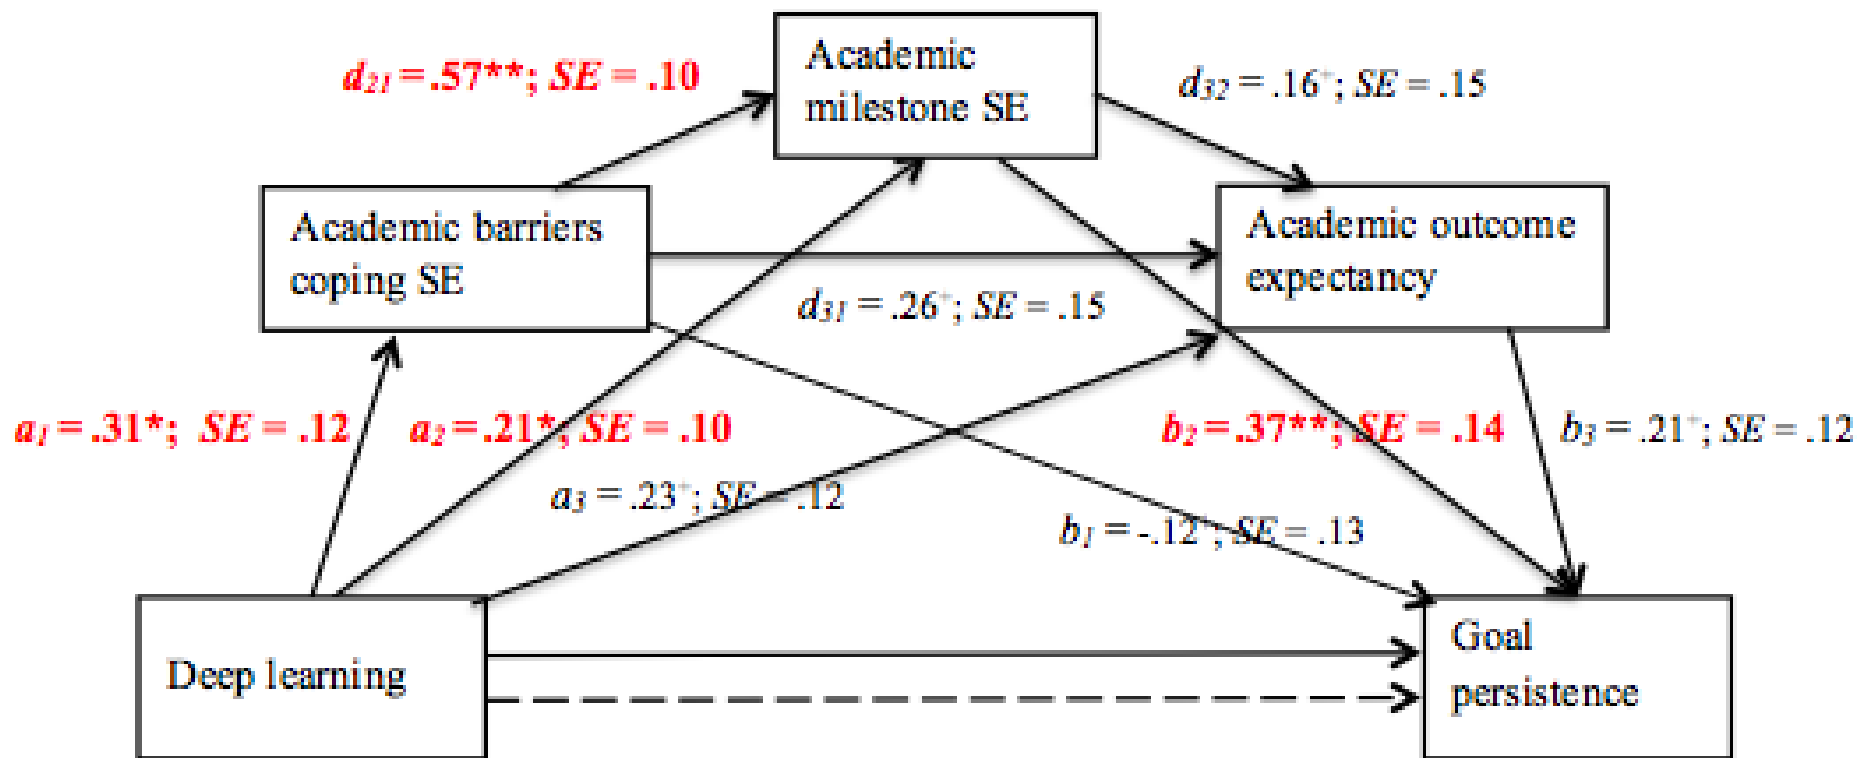 Academic
milestone SE
d21 = .57**; SE = .10
d32 = .16+; SE = .15
Academic barriers
coping SE
Academic outcome
expectancy
d31 = .26+; SE = .15
a1 = .31*; SE = .12
a2 = .21*; SE = .10
b2 = .37**; SE = .14
b3 = .21+; SE = .12
a3 = .23+; SE = .12
b1 = -.12+; SE = .13
Deep learning
Goal
persistence